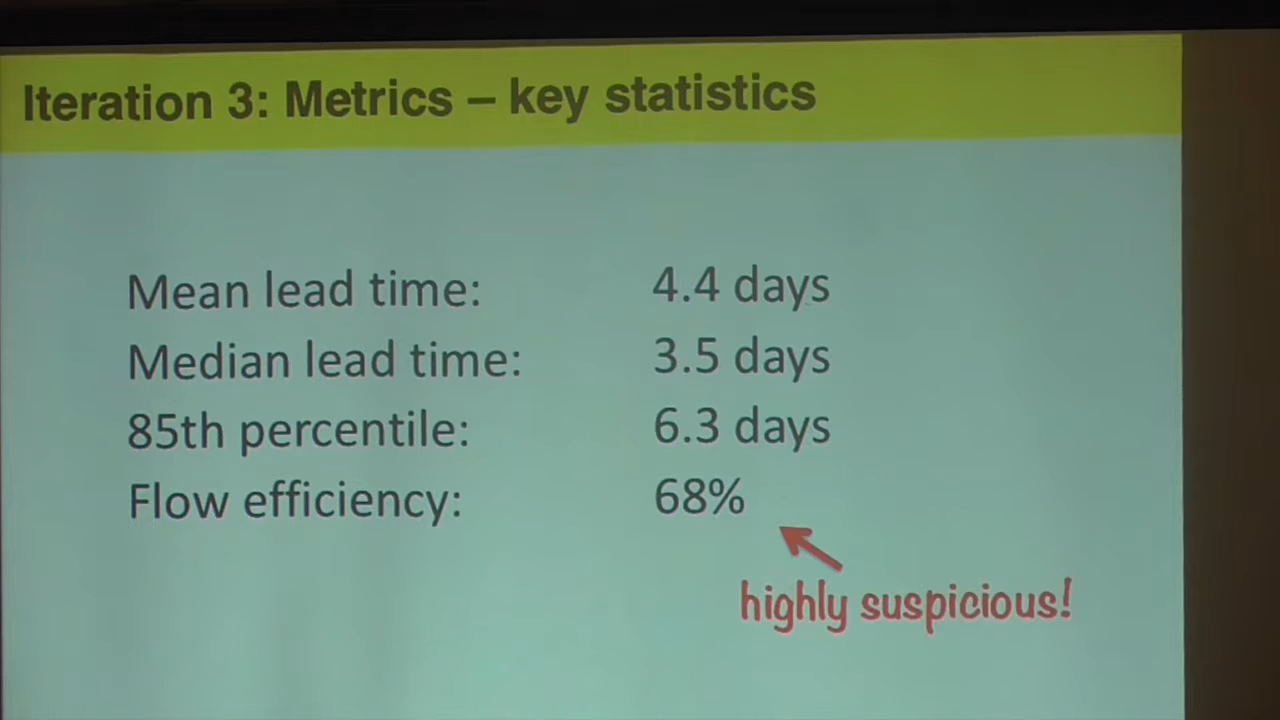 Iteration 3: Metrics – key statistics
Mean lead time: 4.4 days
Median lead time: 3.5 days
85th percentile: 6.3 days
Flow efficiency: 68%
highly suspicious!